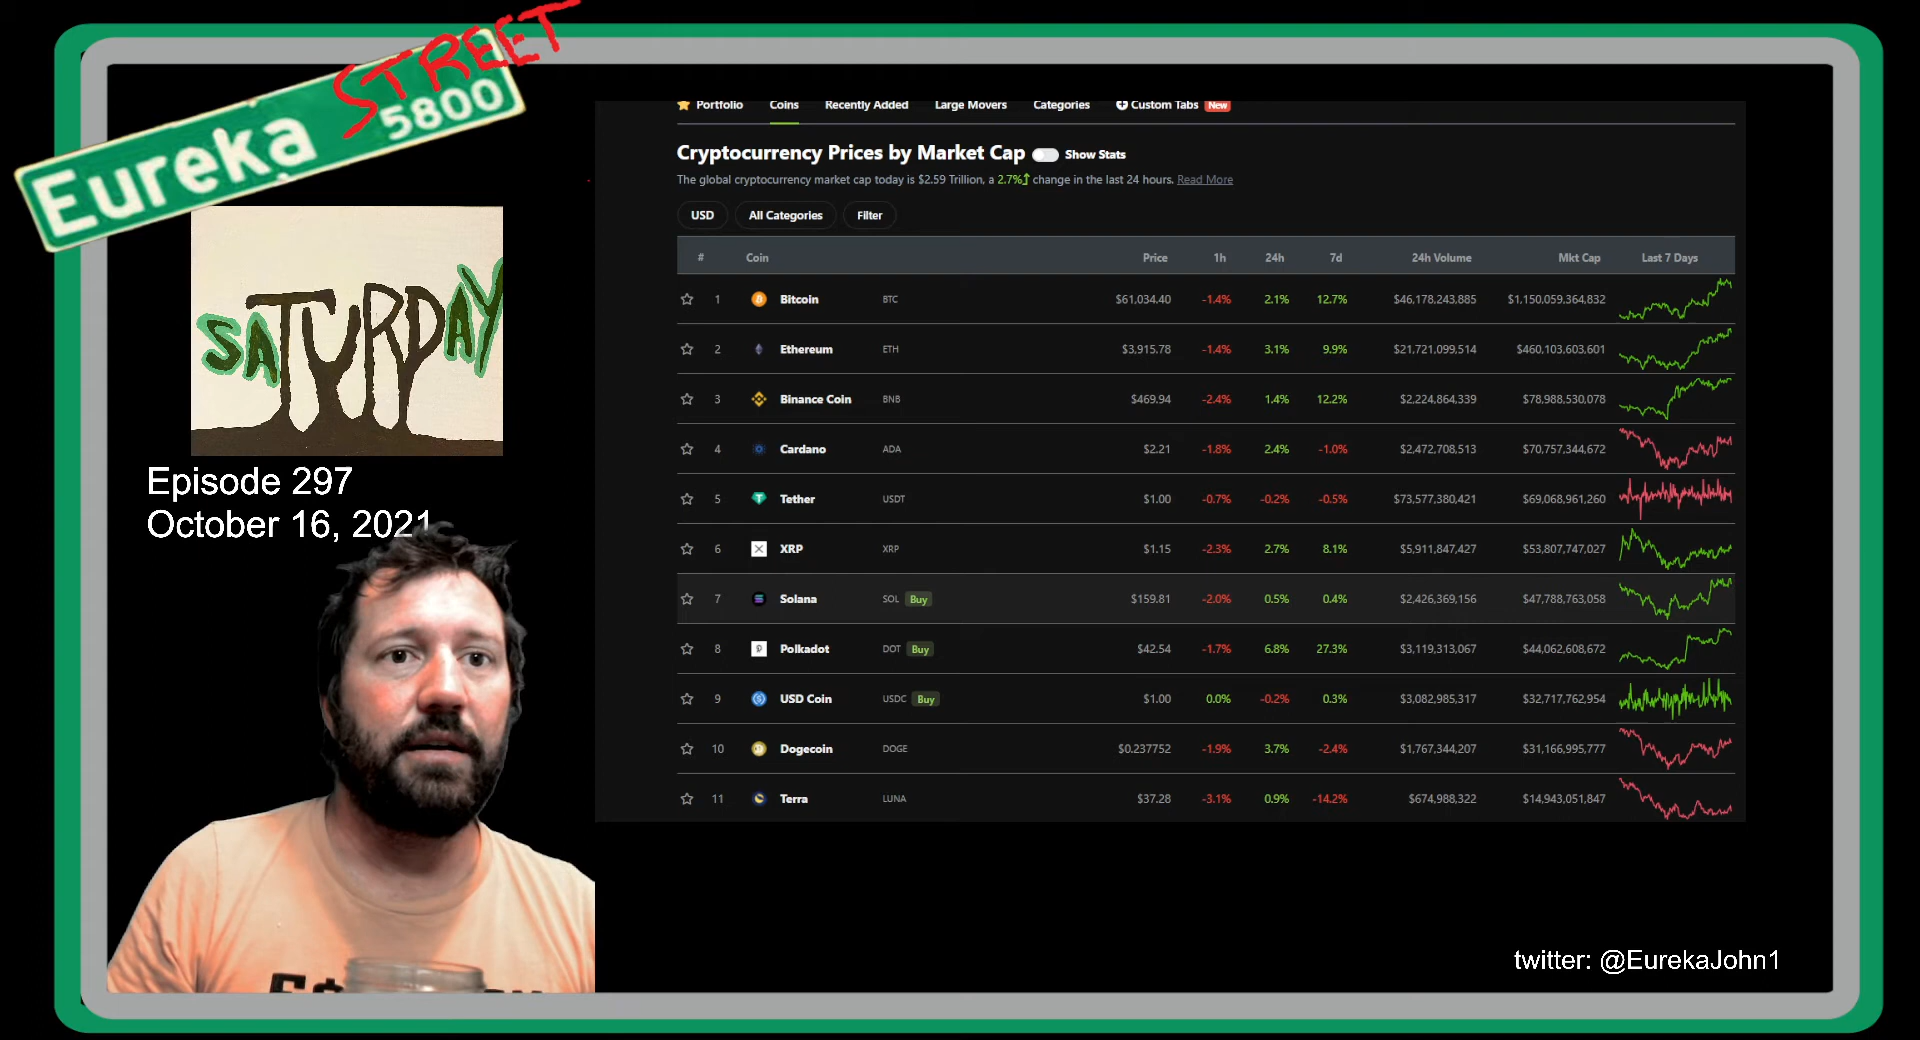 STREET
Eureka 5800
SATURDAY
Episode 297
October 16, 2021
Portfolio Coins Recently Added Large Movers Categories Custom Tabs New
Cryptocurrency Prices by Market Cap Show Stats
The global cryptocurrency market cap today is $2.59 Trillion, a 2.7% change in the last 24 hours. Read More
USD All Categories Filter
# Coin Price 1h 24h 7d 24h Volume Mkt Cap Last 7 Days
1 Bitcoin BTC $61,034.40 -1.4% 2.1% 12.7% $46,178,243,885 $1,150,059,364,832
2 Ethereum ETH $3,915.78 -1.4% 3.1% 9.9% $21,721,099,514 $460,103,603,601
3 Binance Coin BNB $469.94 -2.4% 1.4% 12.2% $2,224,864,339 $78,988,530,078
4 Cardano ADA $2.21 -1.8% 2.4% -1.0% $2,472,708,513 $70,757,344,672
5 Tether USDT $1.00 -0.7% -0.2% -0.5% $73,577,380,421 $69,068,961,260
6 XRP XRP $1.15 -2.3% 2.7% 8.1% $5,911,847,427 $53,807,747,027
7 Solana SOL Buy $159.81 -2.0% 0.5% 0.4% $2,426,369,156 $47,788,763,058
8 Polkadot DOT Buy $42.54 -1.7% 6.8% 27.3% $3,119,313,067 $44,062,608,672
9 USD Coin USDC Buy $1.00 0.0% -0.2% 0.3% $3,082,985,317 $32,717,762,954
10 Dogecoin DOGE $0.237752 -1.9% 3.7% -2.4% $1,767,344,207 $31,166,995,777
11 Terra LUNA $37.28 -3.1% 0.9% -14.2% $674,988,322 $14,943,051,847
twitter: @EurekaJohn1